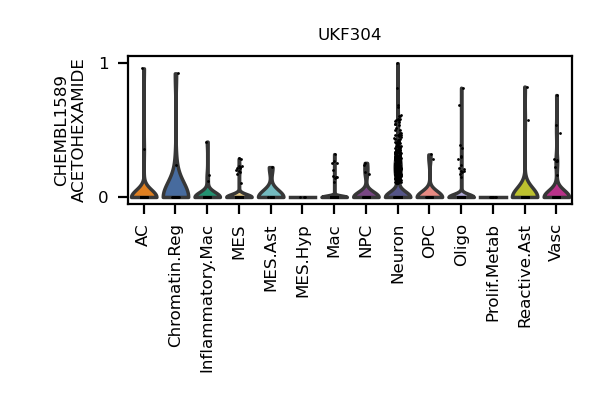 UKF304
CHEMBL1589
ACETOHEXAMIDE
1
0
AC
Chromatin.Reg
Inflammatory.Mac
MES
MES.Ast
MES.Hyp
Mac
NPC
Neuron
OPC
Oligo
Prolif.Metab
Reactive.Ast
Vasc